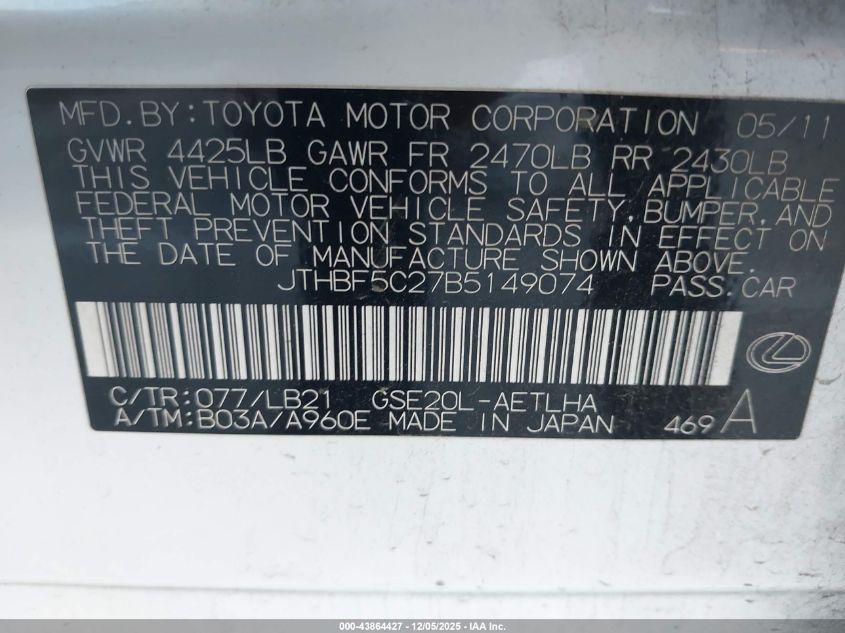 MFD. BY: TOYOTA MOTOR CORPORATION 05/11
GVWR 4425LB GAWR FR 2470LB RR 2430LB
THIS VEHICLE CONFORMS TO ALL APPLICABLE
FEDERAL MOTOR VEHICLE SAFETY, BUMPER, AND
THEFT PREVENTION STANDARDS IN EFFECT ON
THE DATE OF MANUFACTURE SHOWN ABOVE.
JTHBF5C27B5149074 PASS. CAR
C/TR: 077/LB21 GSE20L-AETLHA
A/TM: B03A/A960E MADE IN JAPAN 469 A
000-43864427 - 12/05/2025 - IAA Inc.